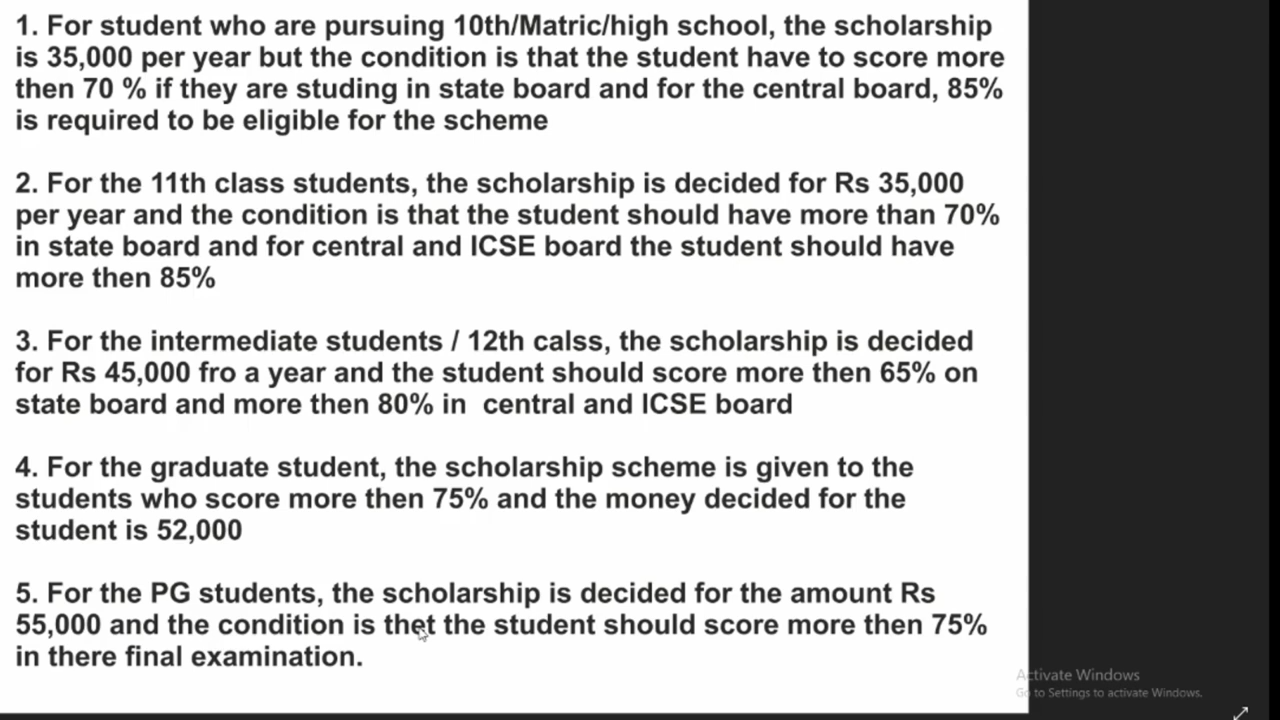 1. For student who are pursuing 10th/Matric/high school, the scholarship
is 35,000 per year but the condition is that the student have to score more
then 70 % if they are studing in state board and for the central board, 85%
is required to be eligible for the scheme
2. For the 11th class students, the scholarship is decided for Rs 35,000
per year and the condition is that the student should have more than 70%
in state board and for central and ICSE board the student should have
more then 85%
3. For the intermediate students / 12th calss, the scholarship is decided
for Rs 45,000 fro a year and the student should score more then 65% on
state board and more then 80% in  central and ICSE board
4. For the graduate student, the scholarship scheme is given to the
students who score more then 75% and the money decided for the
student is 52,000
5. For the PG students, the scholarship is decided for the amount Rs
55,000 and the condition is thet the student should score more then 75%
in there final examination.
Activate Windows
Go to Settings to activate Windows.